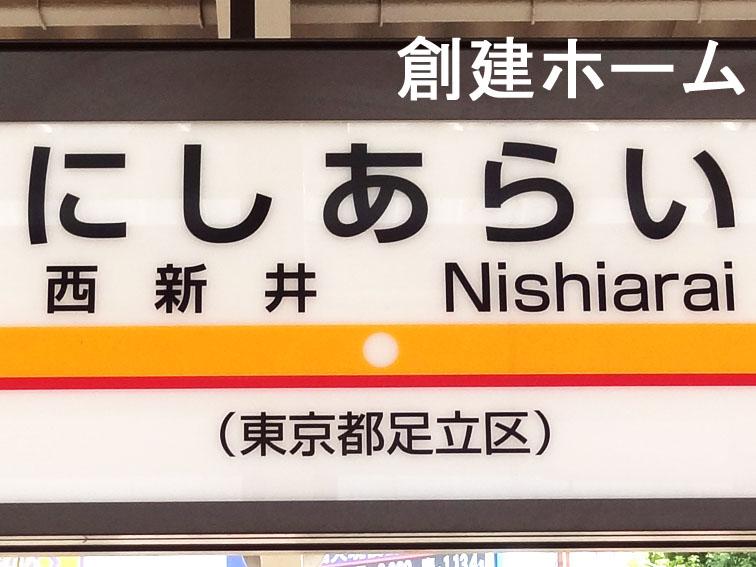 創建ホーム
にしあらい
西新井 Nishiarai
(東京都足立区)